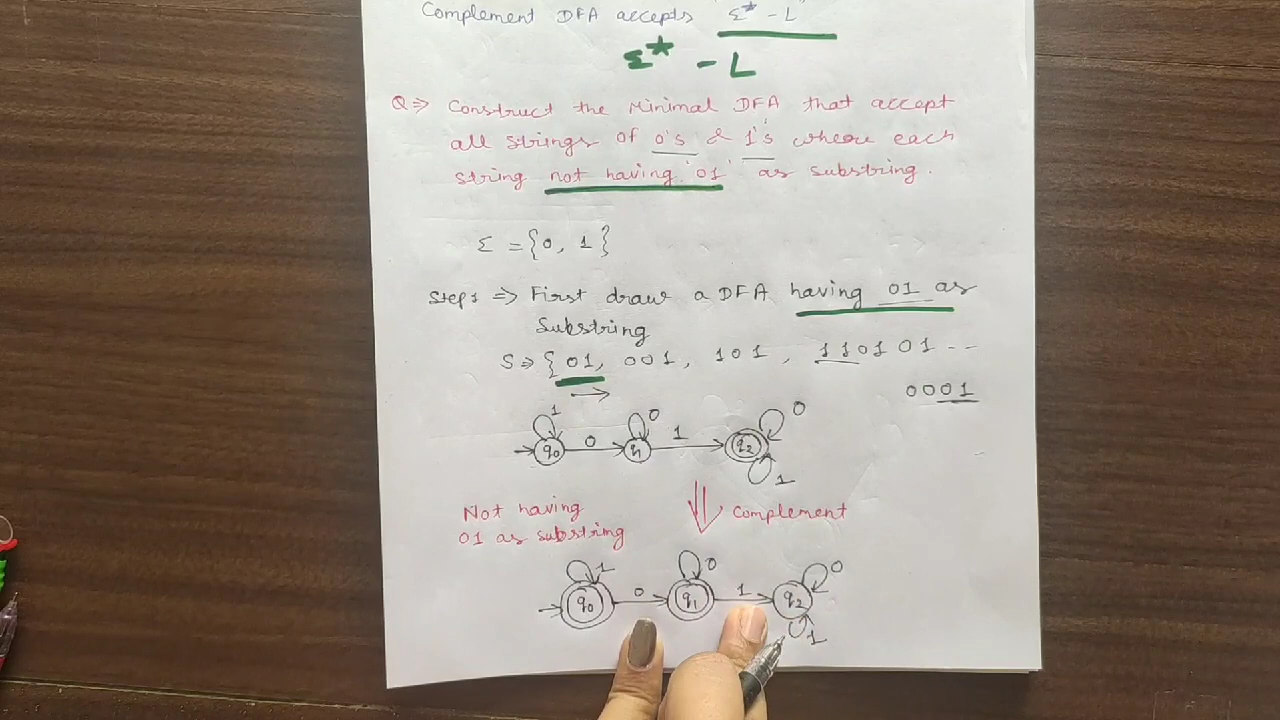 Complement DFA accepts "Σ* - L"
Σ* - L
Q ⇒ Construct the Minimal DFA that accept
all strings of 0's & 1's where each
string not having '01' as substring.
Σ = {0, 1}
Step1 ⇒ First draw a DFA having 01 as
Substring
S ⇒ { 01, 001, 101, 110101 --
0001
1 0 0
q0 0 q1 1 q2
1
Not having
01 as substring
Complement
1 0 0
q0 0 q1 1 q2
1